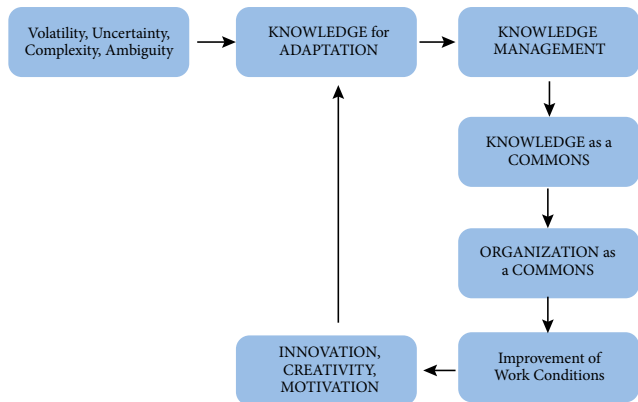 Volatility, Uncertainty,
Complexity, Ambiguity
KNOWLEDGE for
ADAPTATION
KNOWLEDGE
MANAGEMENT
KNOWLEDGE as a
COMMONS
ORGANIZATION as
a COMMONS
Improvement of
Work Conditions
INNOVATION,
CREATIVITY,
MOTIVATION